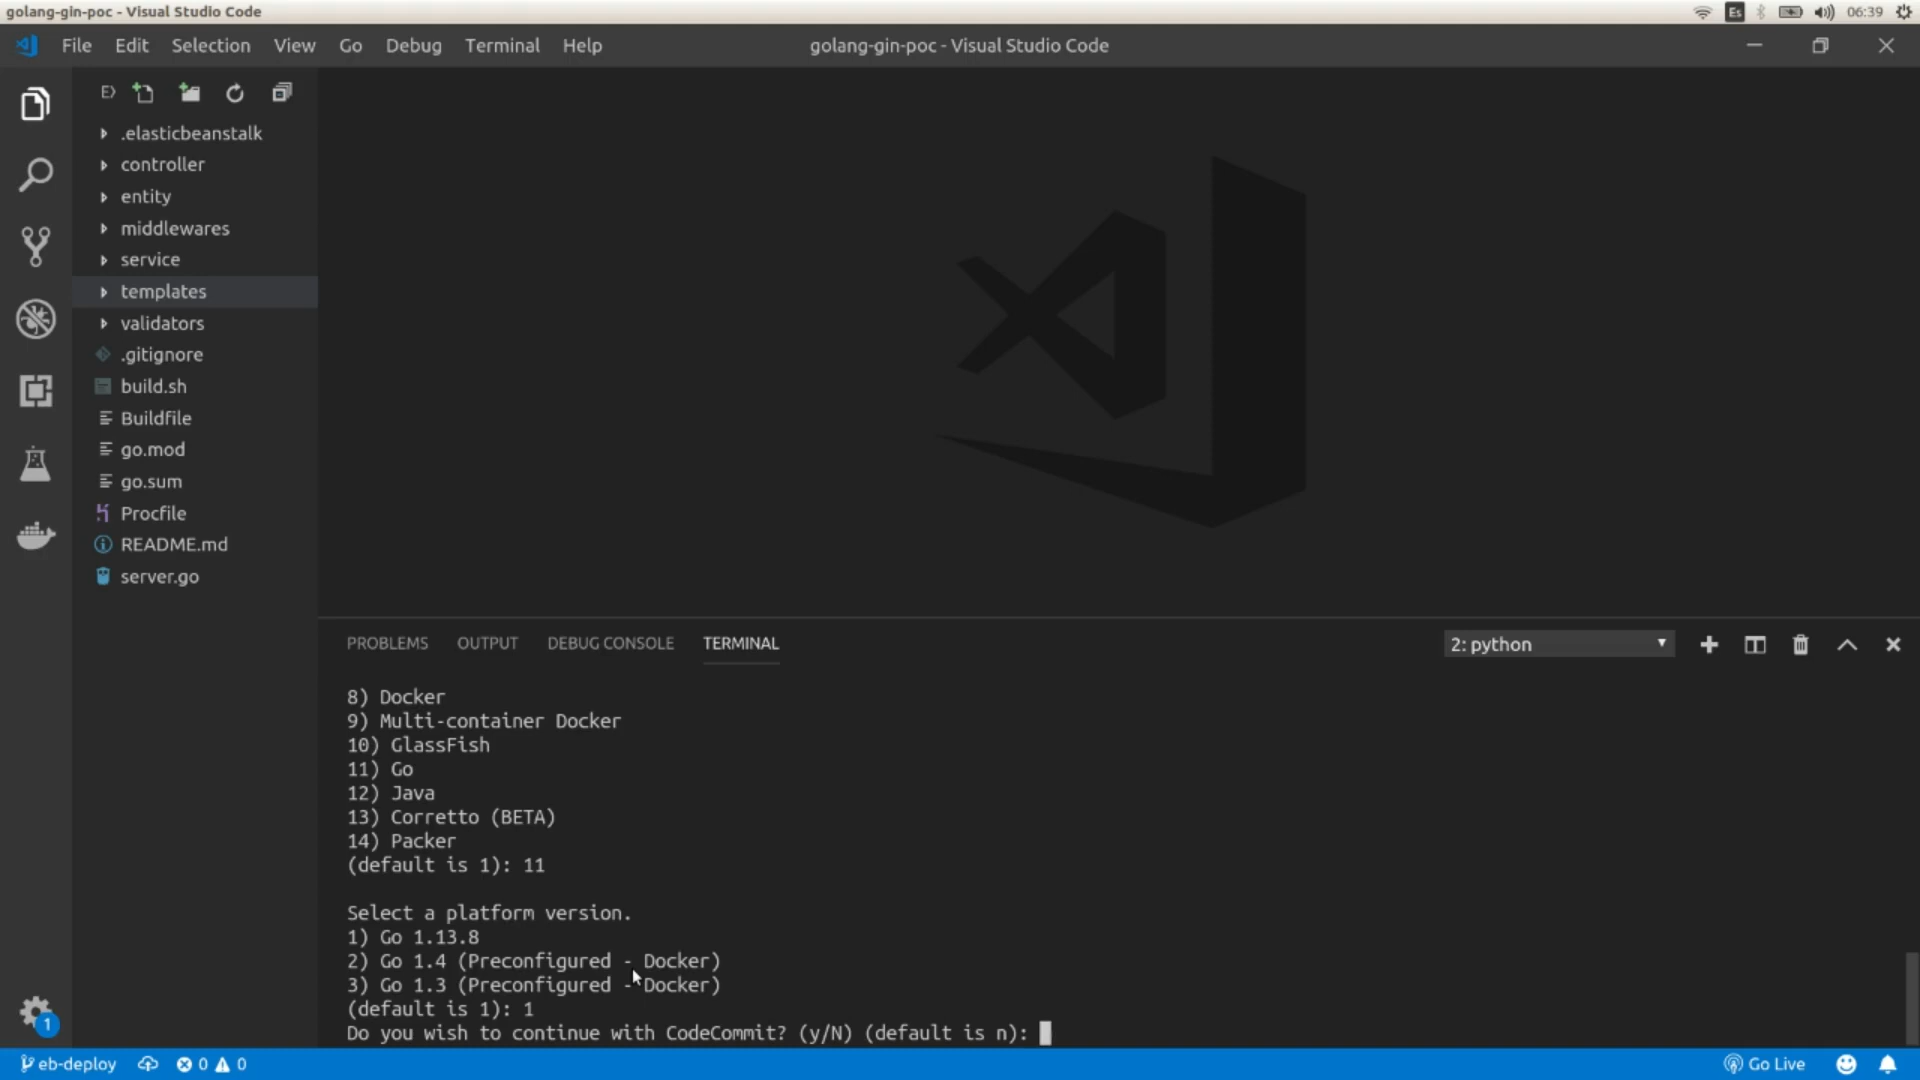 golang-gin-poc - Visual Studio Code
Es
06:39
File Edit Selection View Go Debug Terminal Help
golang-gin-poc - Visual Studio Code
.elasticbeanstalk
controller
entity
middlewares
service
templates
validators
.gitignore
build.sh
Buildfile
go.mod
go.sum
Procfile
README.md
server.go
PROBLEMS OUTPUT DEBUG CONSOLE TERMINAL
2: python
8) Docker
9) Multi-container Docker
10) GlassFish
11) Go
12) Java
13) Corretto (BETA)
14) Packer
(default is 1): 11
Select a platform version.
1) Go 1.13.8
2) Go 1.4 (Preconfigured - Docker)
3) Go 1.3 (Preconfigured - Docker)
(default is 1): 1
Do you wish to continue with CodeCommit? (y/N) (default is n):
1
eb-deploy 0 0
Go Live